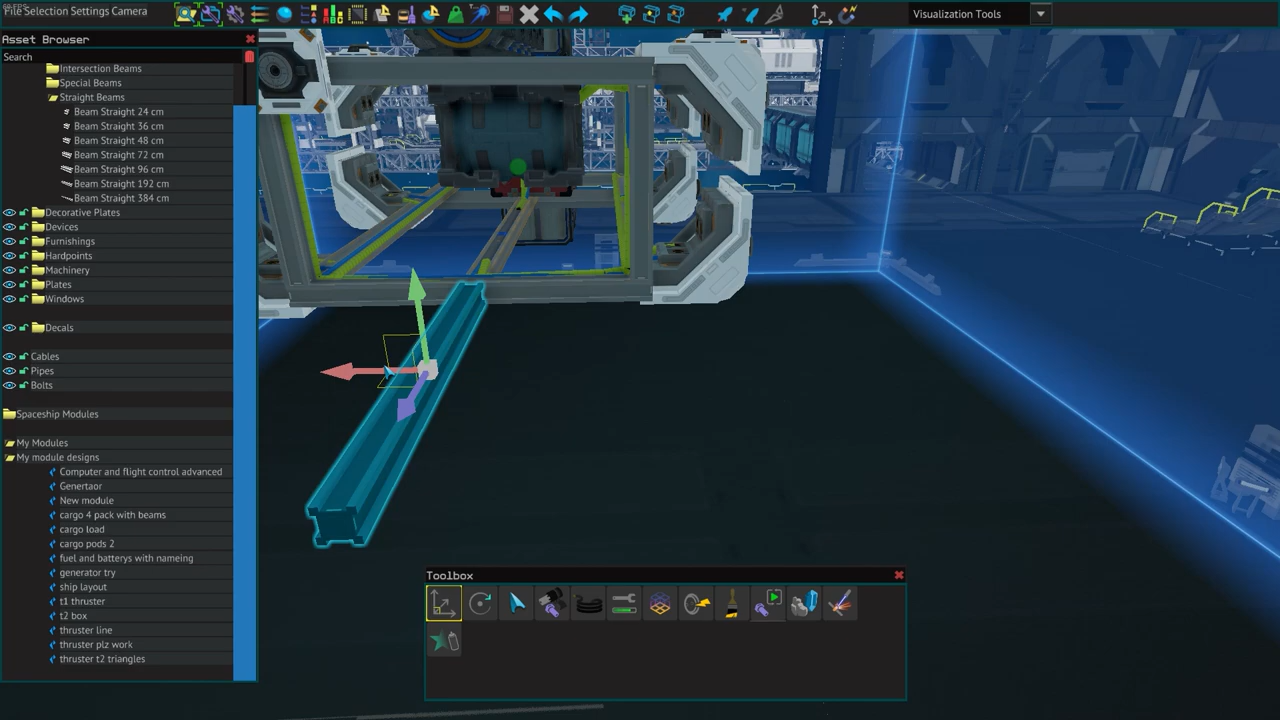 File Selection Settings Camera
Visualization Tools
Asset Browser
Search
Intersection Beams
Special Beams
Straight Beams
Beam Straight 24 cm
Beam Straight 36 cm
Beam Straight 48 cm
Beam Straight 72 cm
Beam Straight 96 cm
Beam Straight 192 cm
Beam Straight 384 cm
Decorative Plates
Devices
Furnishings
Hardpoints
Machinery
Plates
Windows
Decals
Cables
Pipes
Bolts
Spaceship Modules
My Modules
My module designs
Computer and flight control advanced
Genertaor
New module
cargo 4 pack with beams
cargo load
cargo pods 2
fuel and batterys with nameing
generator try
ship layout
t1 thruster
t2 box
thruster line
thruster plz work
thruster t2 triangles
Toolbox